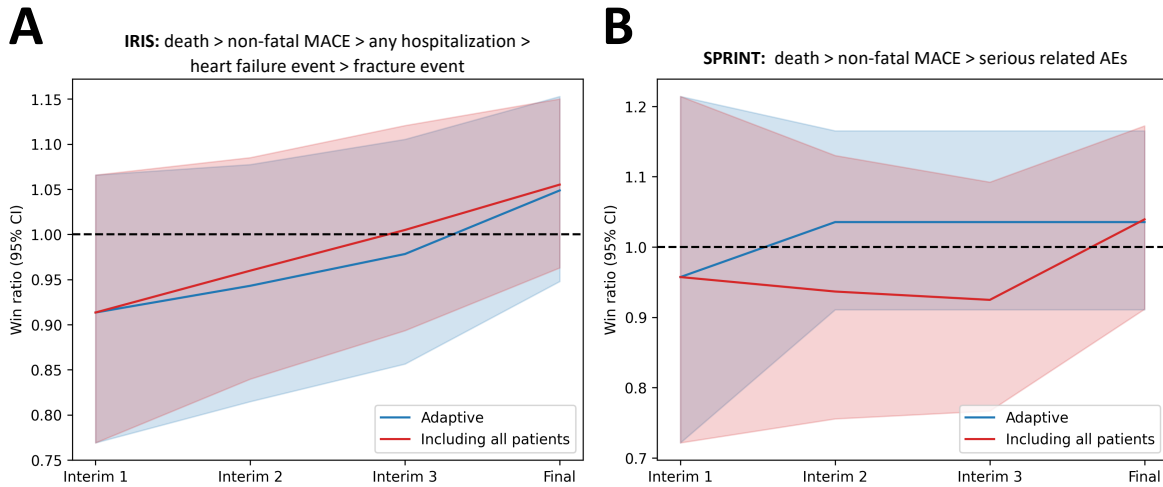 A
IRIS: death > non-fatal MACE > any hospitalization >
heart failure event > fracture event
Win ratio (95% CI)
1.15
1.10
1.05
1.00
0.95
0.90
0.85
0.80
0.75
Adaptive
Including all patients
Interim 1 Interim 2 Interim 3 Final
B
SPRINT: death > non-fatal MACE > serious related AEs
Win ratio (95% CI)
1.2
1.1
1.0
0.9
0.8
0.7
Adaptive
Including all patients
Interim 1 Interim 2 Interim 3 Final